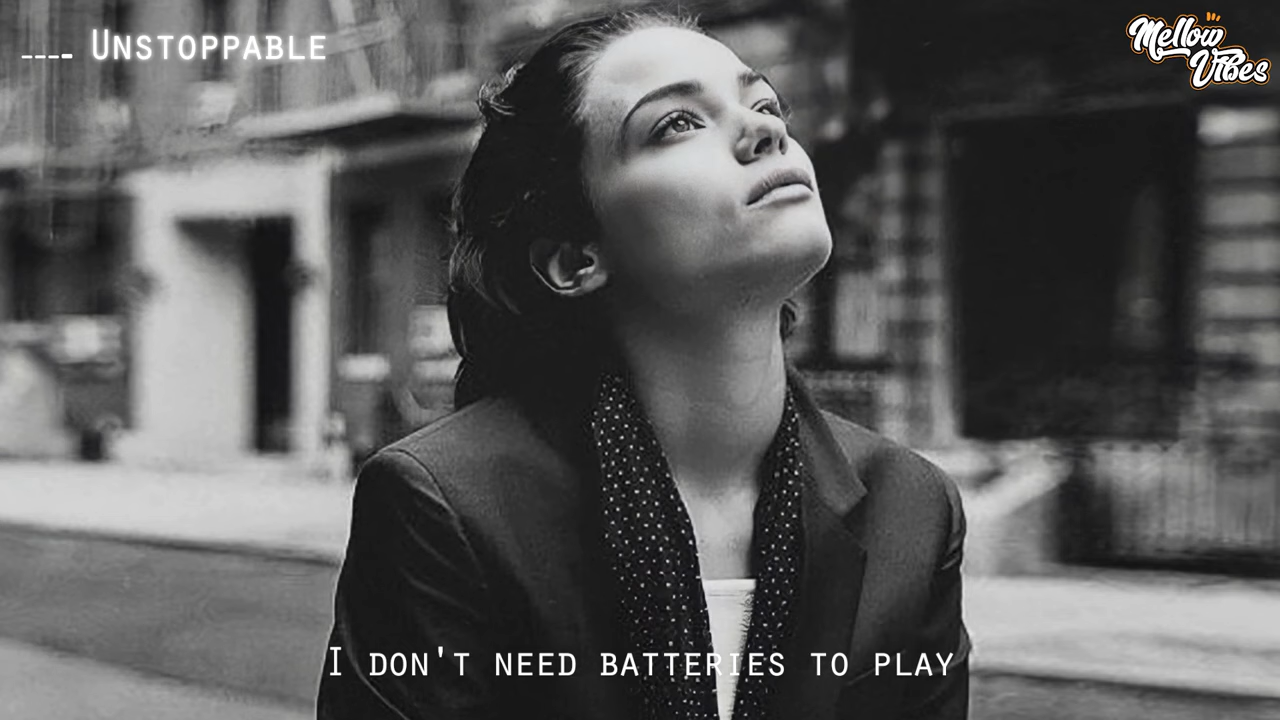 ---- Unstoppable
Mellow
Vibes
I don't need batteries to play